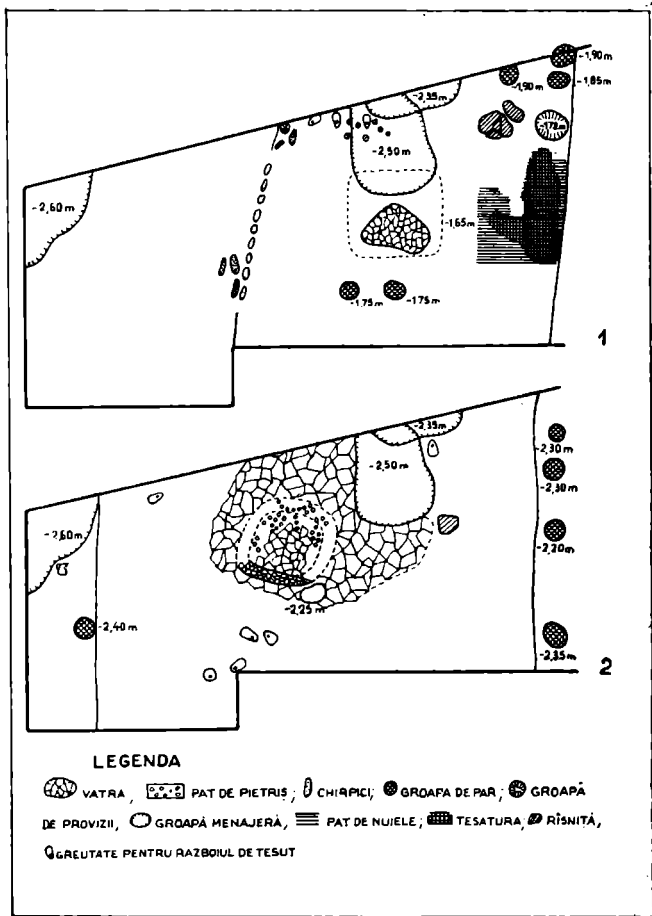 -1,90 m
-1,90 m
-1,85 m
-2,35 m
-1,72 m
-2,50 m
-2,60 m
-1,65 m
-1,75 m
-1,75 m
1
-2,35 m
-2,30 m
-2,50 m
-2,30 m
-2,60 m
-2,20 m
-2,25 m
-2,40 m
-2,35 m
2
LEGENDA
VATRA, PAT DE PIETRIȘ; CHIRPICI; GROAPA DE PAR; GROAPĂ
DE PROVIZII, GROAPĂ MENAJERĂ, PAT DE NUIELE; TESATURA; RÎSNIȚĂ,
GREUTATE PENTRU RAZBOIUL DE TESUT